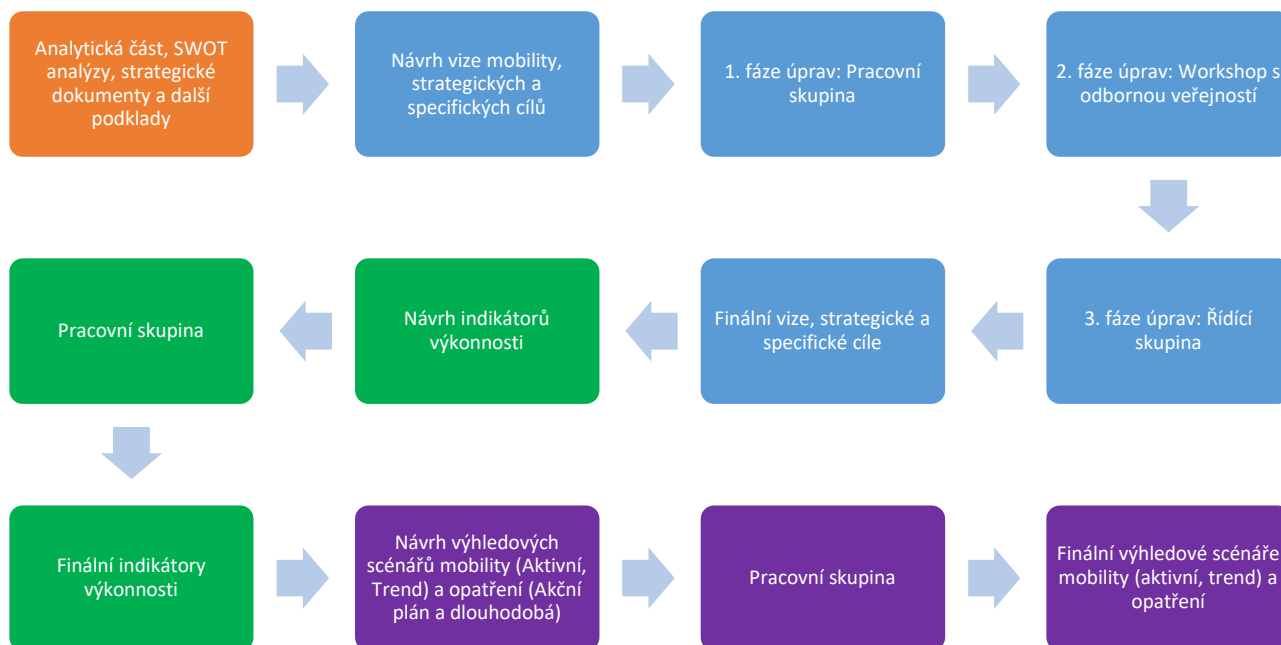 Analytická část, SWOT
analýzy, strategické
dokumenty a další
podklady
Návrh vize mobility,
strategických a
specifických cílů
1. fáze úprav: Pracovní
skupina
2. fáze úprav: Workshop s
odbornou veřejností
3. fáze úprav: Řídící
skupina
Finální vize, strategické a
specifické cíle
Návrh indikátorů
výkonnosti
Pracovní skupina
Finální indikátory
výkonnosti
Návrh výhledových
scénářů mobility (Aktivní,
Trend) a opatření (Akční
plán a dlouhodobá)
Pracovní skupina
Finální výhledové scénáře
mobility (aktivní, trend) a
opatření